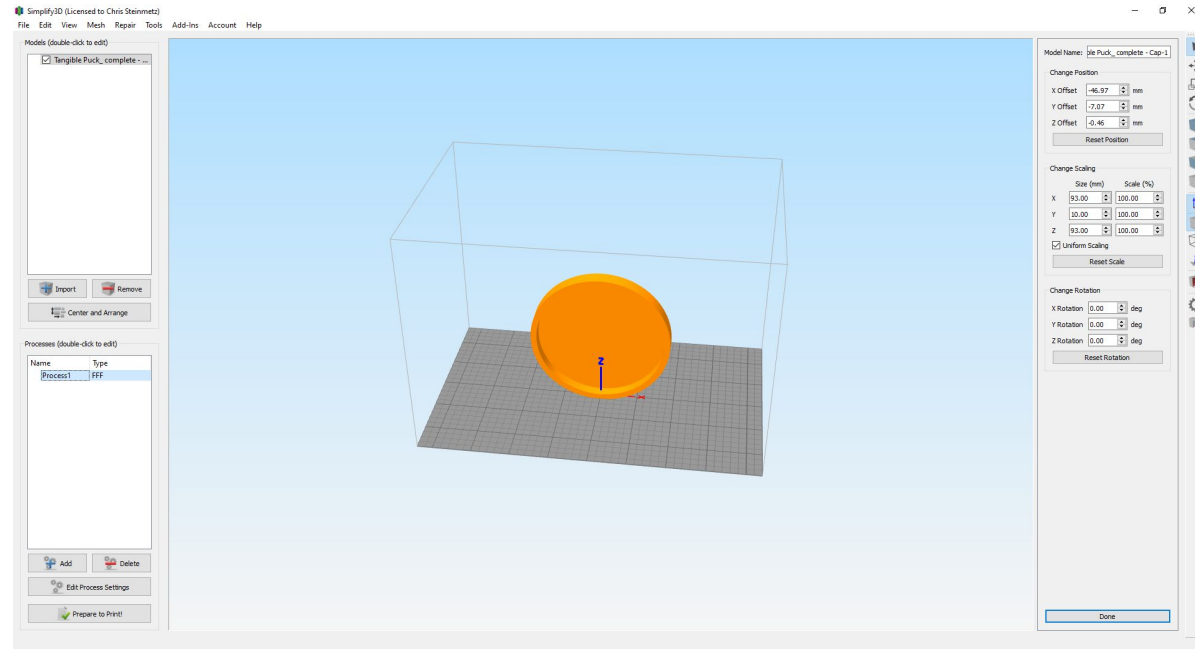 Simplify3D (Licensed to Chris Steinmetz)
File Edit View Mesh Repair Tools Add-Ins Account Help
Models (double-click to edit)
Tangible Puck_ complete - ...
Import Remove
Center and Arrange
Processes (double-click to edit)
Name Type
Process1 FFF
Add Delete
Edit Process Settings
Prepare to Print!
Z
X
Model Name: ble Puck_ complete - Cap-1
Change Position
X Offset -46.97 mm
Y Offset -7.07 mm
Z Offset -0.46 mm
Reset Position
Change Scaling
Size (mm) Scale (%)
X 93.00 100.00
Y 10.00 100.00
Z 93.00 100.00
Uniform Scaling
Reset Scale
Change Rotation
X Rotation 0.00 deg
Y Rotation 0.00 deg
Z Rotation 0.00 deg
Reset Rotation
Done